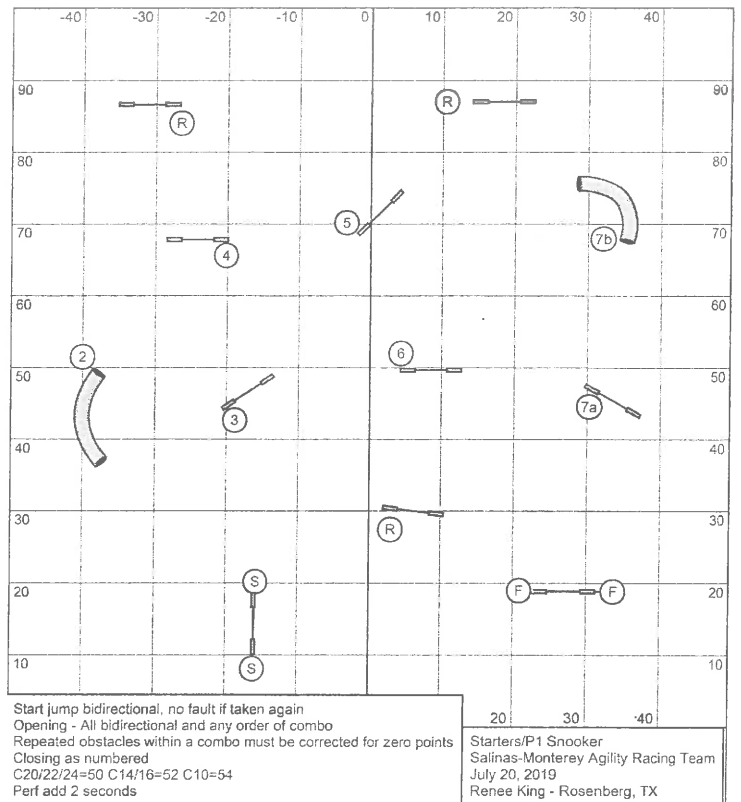 -40 -30 -20 -10 0 10 20 30 40
90 90
R R
80 80
5
70 7b 70
4
60 60
2 6
50 50
7a
3
40 40
30 30
R
20 S F F 20
10 S 10
20 30 40
Start jump bidirectional, no fault if taken again
Opening - All bidirectional and any order of combo
Repeated obstacles within a combo must be corrected for zero points
Closing as numbered
C20/22/24=50 C14/16=52 C10=54
Perf add 2 seconds
Starters/P1 Snooker
Salinas-Monterey Agility Racing Team
July 20, 2019
Renee King - Rosenberg, TX